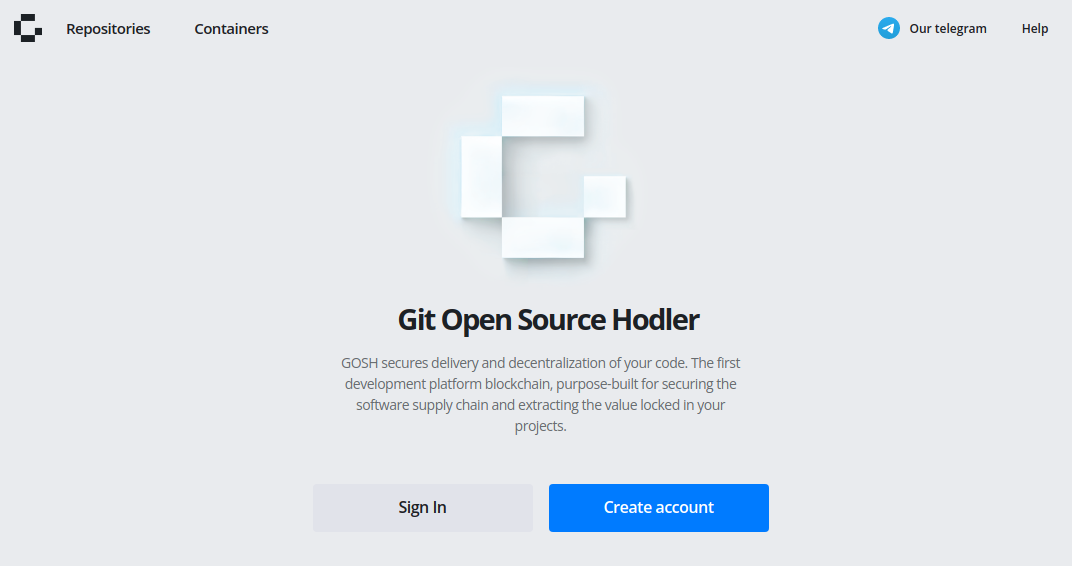 Repositories
Containers
Our telegram
Help
Git Open Source Hodler
GOSH secures delivery and decentralization of your code. The first
development platform blockchain, purpose-built for securing the
software supply chain and extracting the value locked in your
projects.
Sign In
Create account